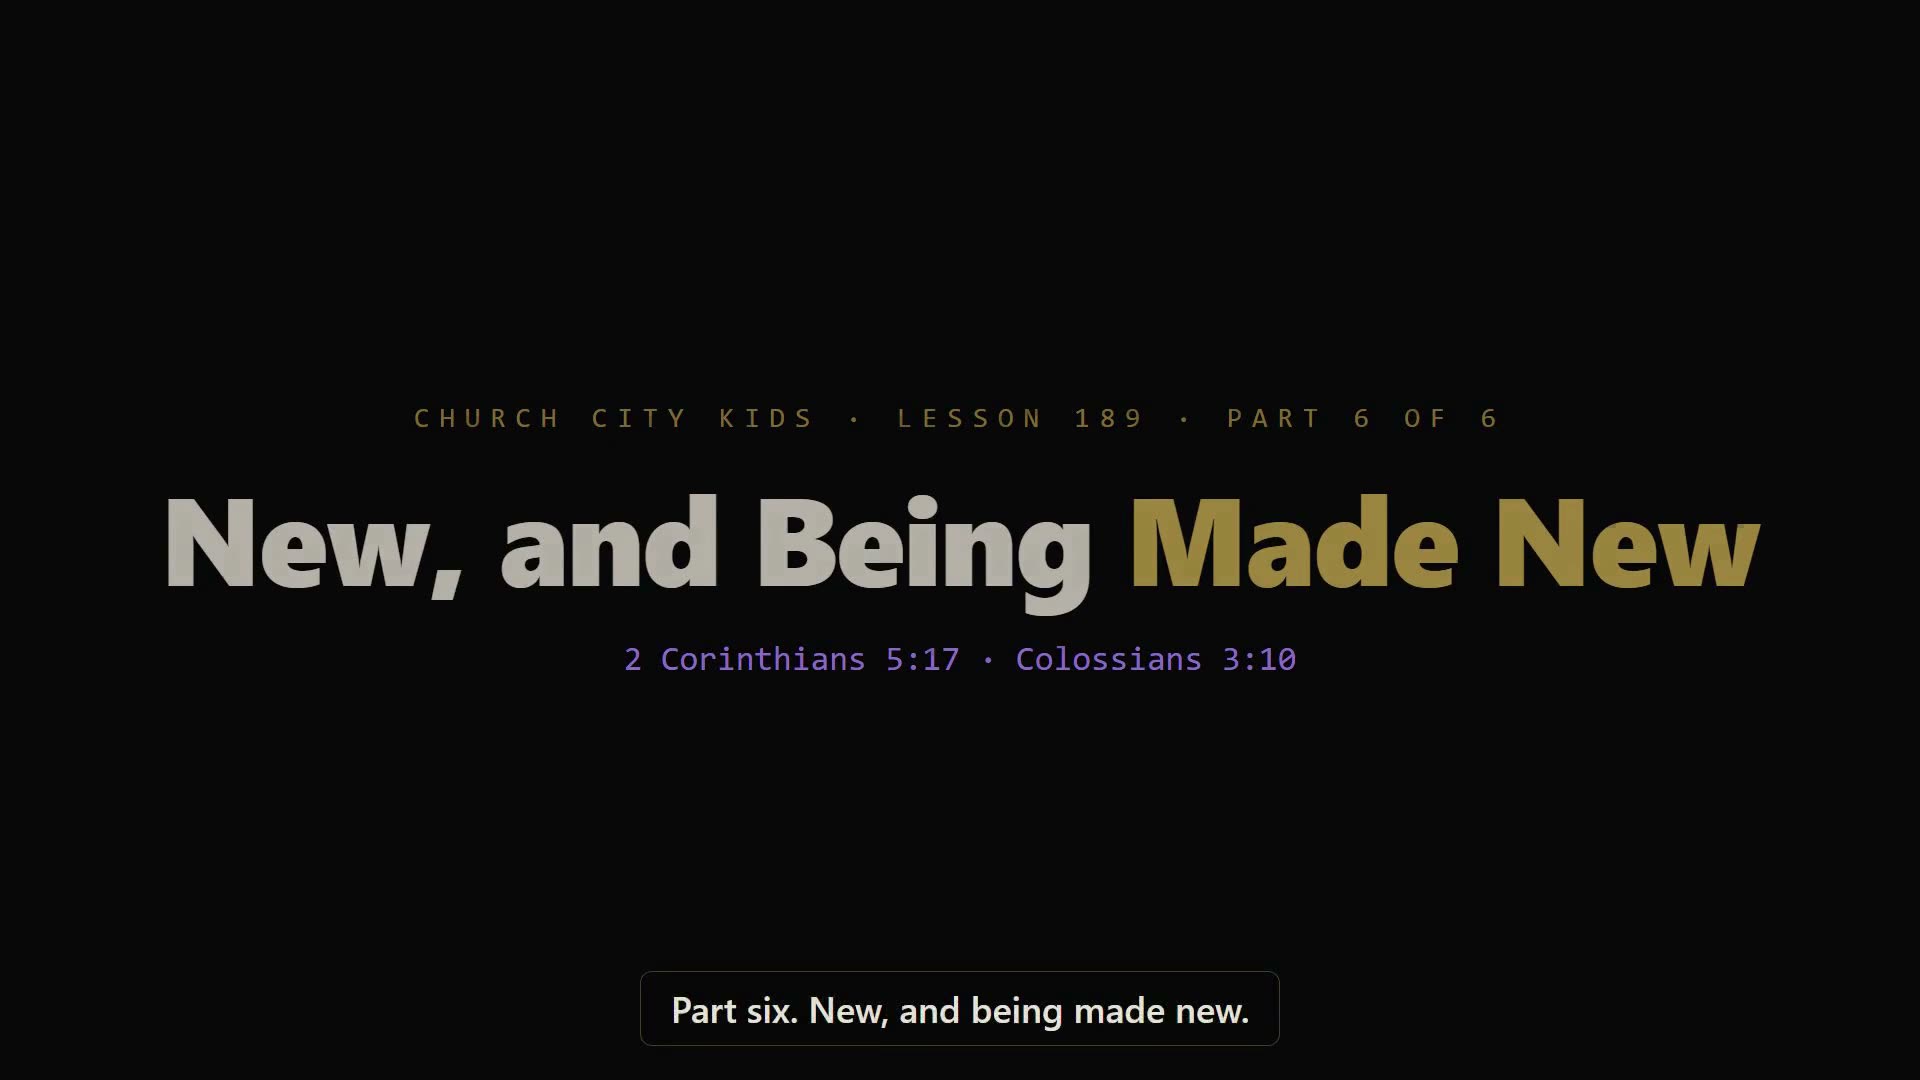 CHURCH CITY KIDS · LESSON 189 · PART 6 OF 6
New, and Being Made New
2 Corinthians 5:17 · Colossians 3:10
Part six. New, and being made new.